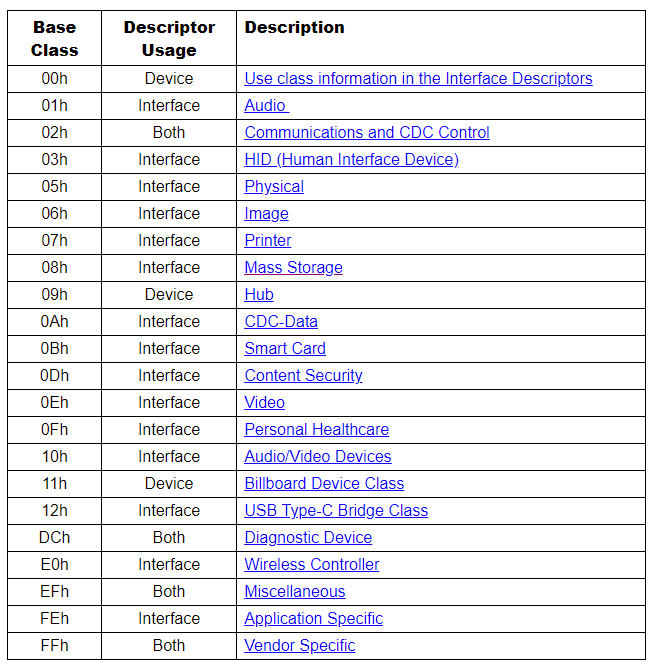 Base Class Descriptor Usage Description
00h Device Use class information in the Interface Descriptors
01h Interface Audio
02h Both Communications and CDC Control
03h Interface HID (Human Interface Device)
05h Interface Physical
06h Interface Image
07h Interface Printer
08h Interface Mass Storage
09h Device Hub
0Ah Interface CDC-Data
0Bh Interface Smart Card
0Dh Interface Content Security
0Eh Interface Video
0Fh Interface Personal Healthcare
10h Interface Audio/Video Devices
11h Device Billboard Device Class
12h Interface USB Type-C Bridge Class
DCh Both Diagnostic Device
E0h Interface Wireless Controller
EFh Both Miscellaneous
FEh Interface Application Specific
FFh Both Vendor Specific